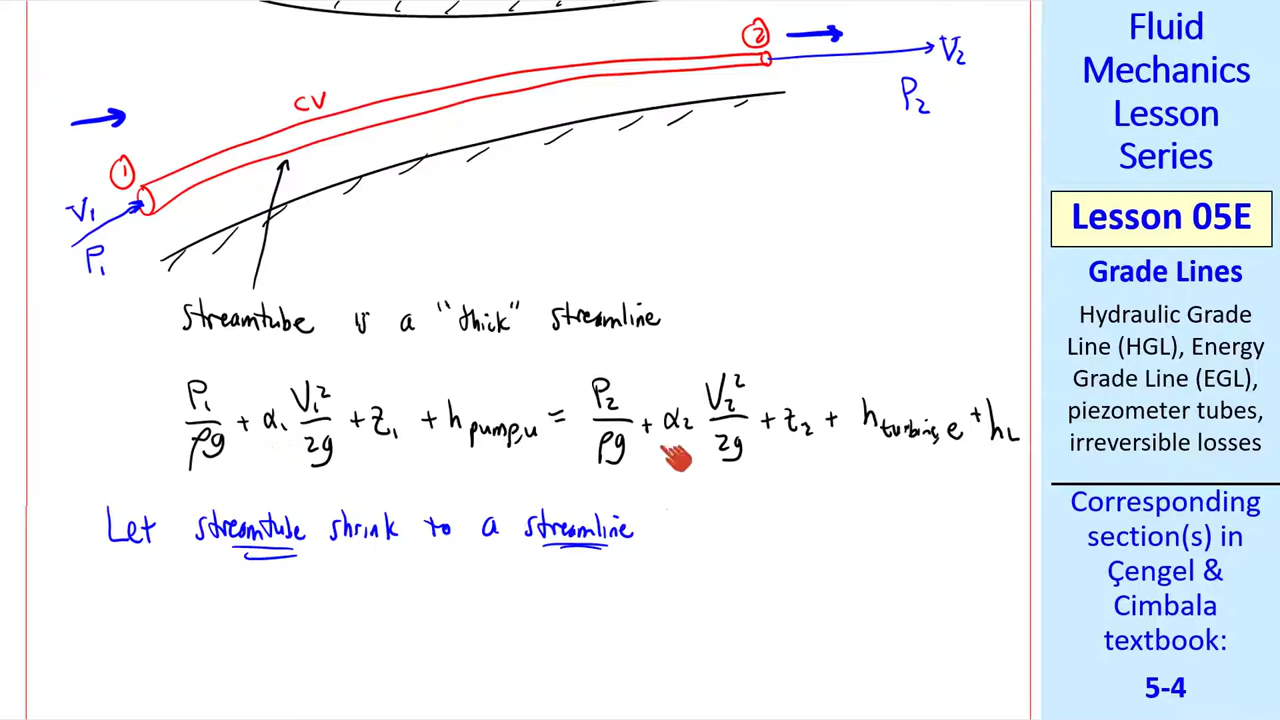 ②
V₂
P₂
CV
①
V₁
P₁
Streamtube is a "thick" streamline
P₁/ρg + α₁ V₁²/2g + z₁ + h pump,u = P₂/ρg + α₂ V₂²/2g + z₂ + h turbine,e + hL
Let streamtube shrink to a streamline
Fluid
Mechanics
Lesson
Series
Lesson 05E
Grade Lines
Hydraulic Grade
Line (HGL), Energy
Grade Line (EGL),
piezometer tubes,
irreversible losses
Corresponding
section(s) in
Çengel &
Cimbala
textbook:
5-4